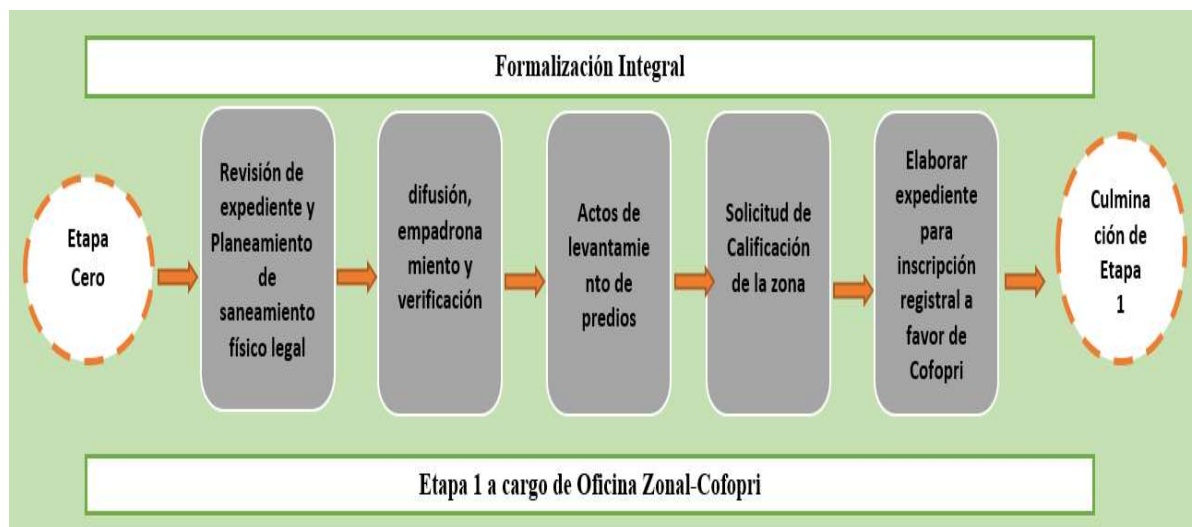 Formalización Integral
Etapa
Cero
Revisión de
expediente y
Planeamiento
de
saneamiento
físico legal
difusión,
empadrona
miento y
verificación
Actos de
levantamie
nto de
predios
Solicitud de
Calificación
de la zona
Elaborar
expediente
para
inscripción
registral a
favor de
Cofopri
Culmina
ción de
Etapa
1
Etapa 1 a cargo de Oficina Zonal-Cofopri